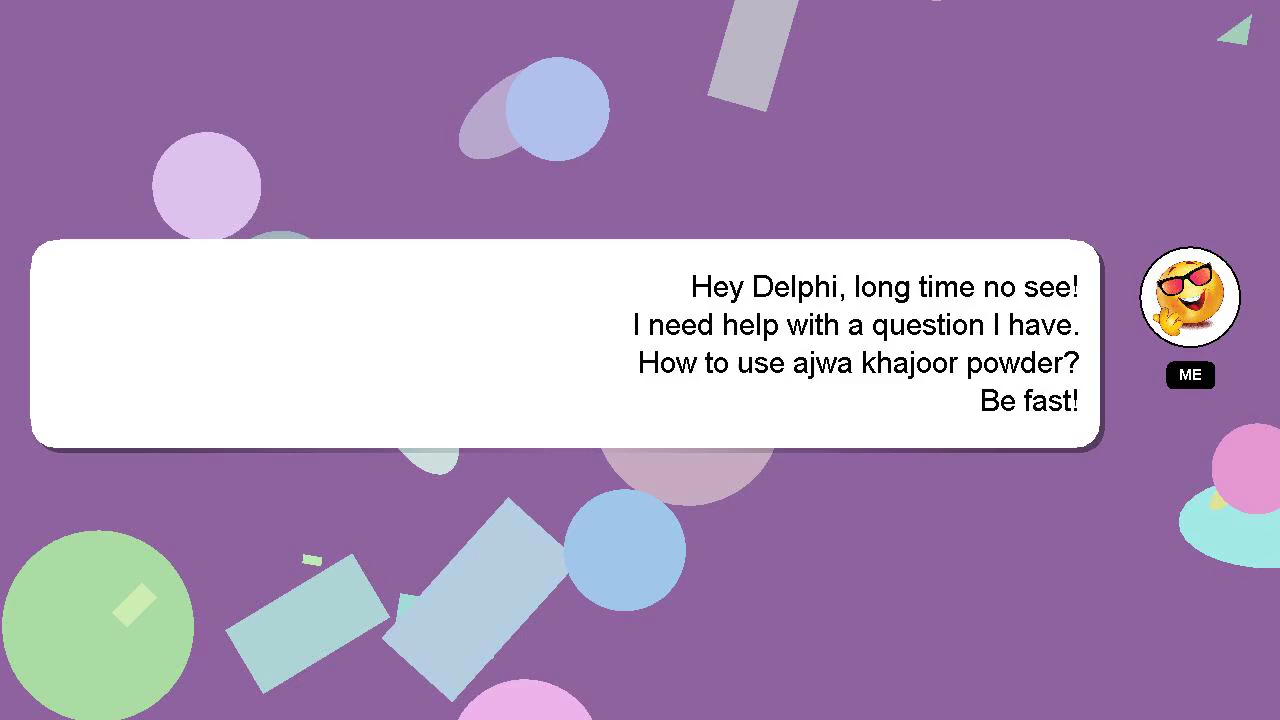 Hey Delphi, long time no see!
I need help with a question I have.
How to use ajwa khajoor powder?
Be fast!
ME